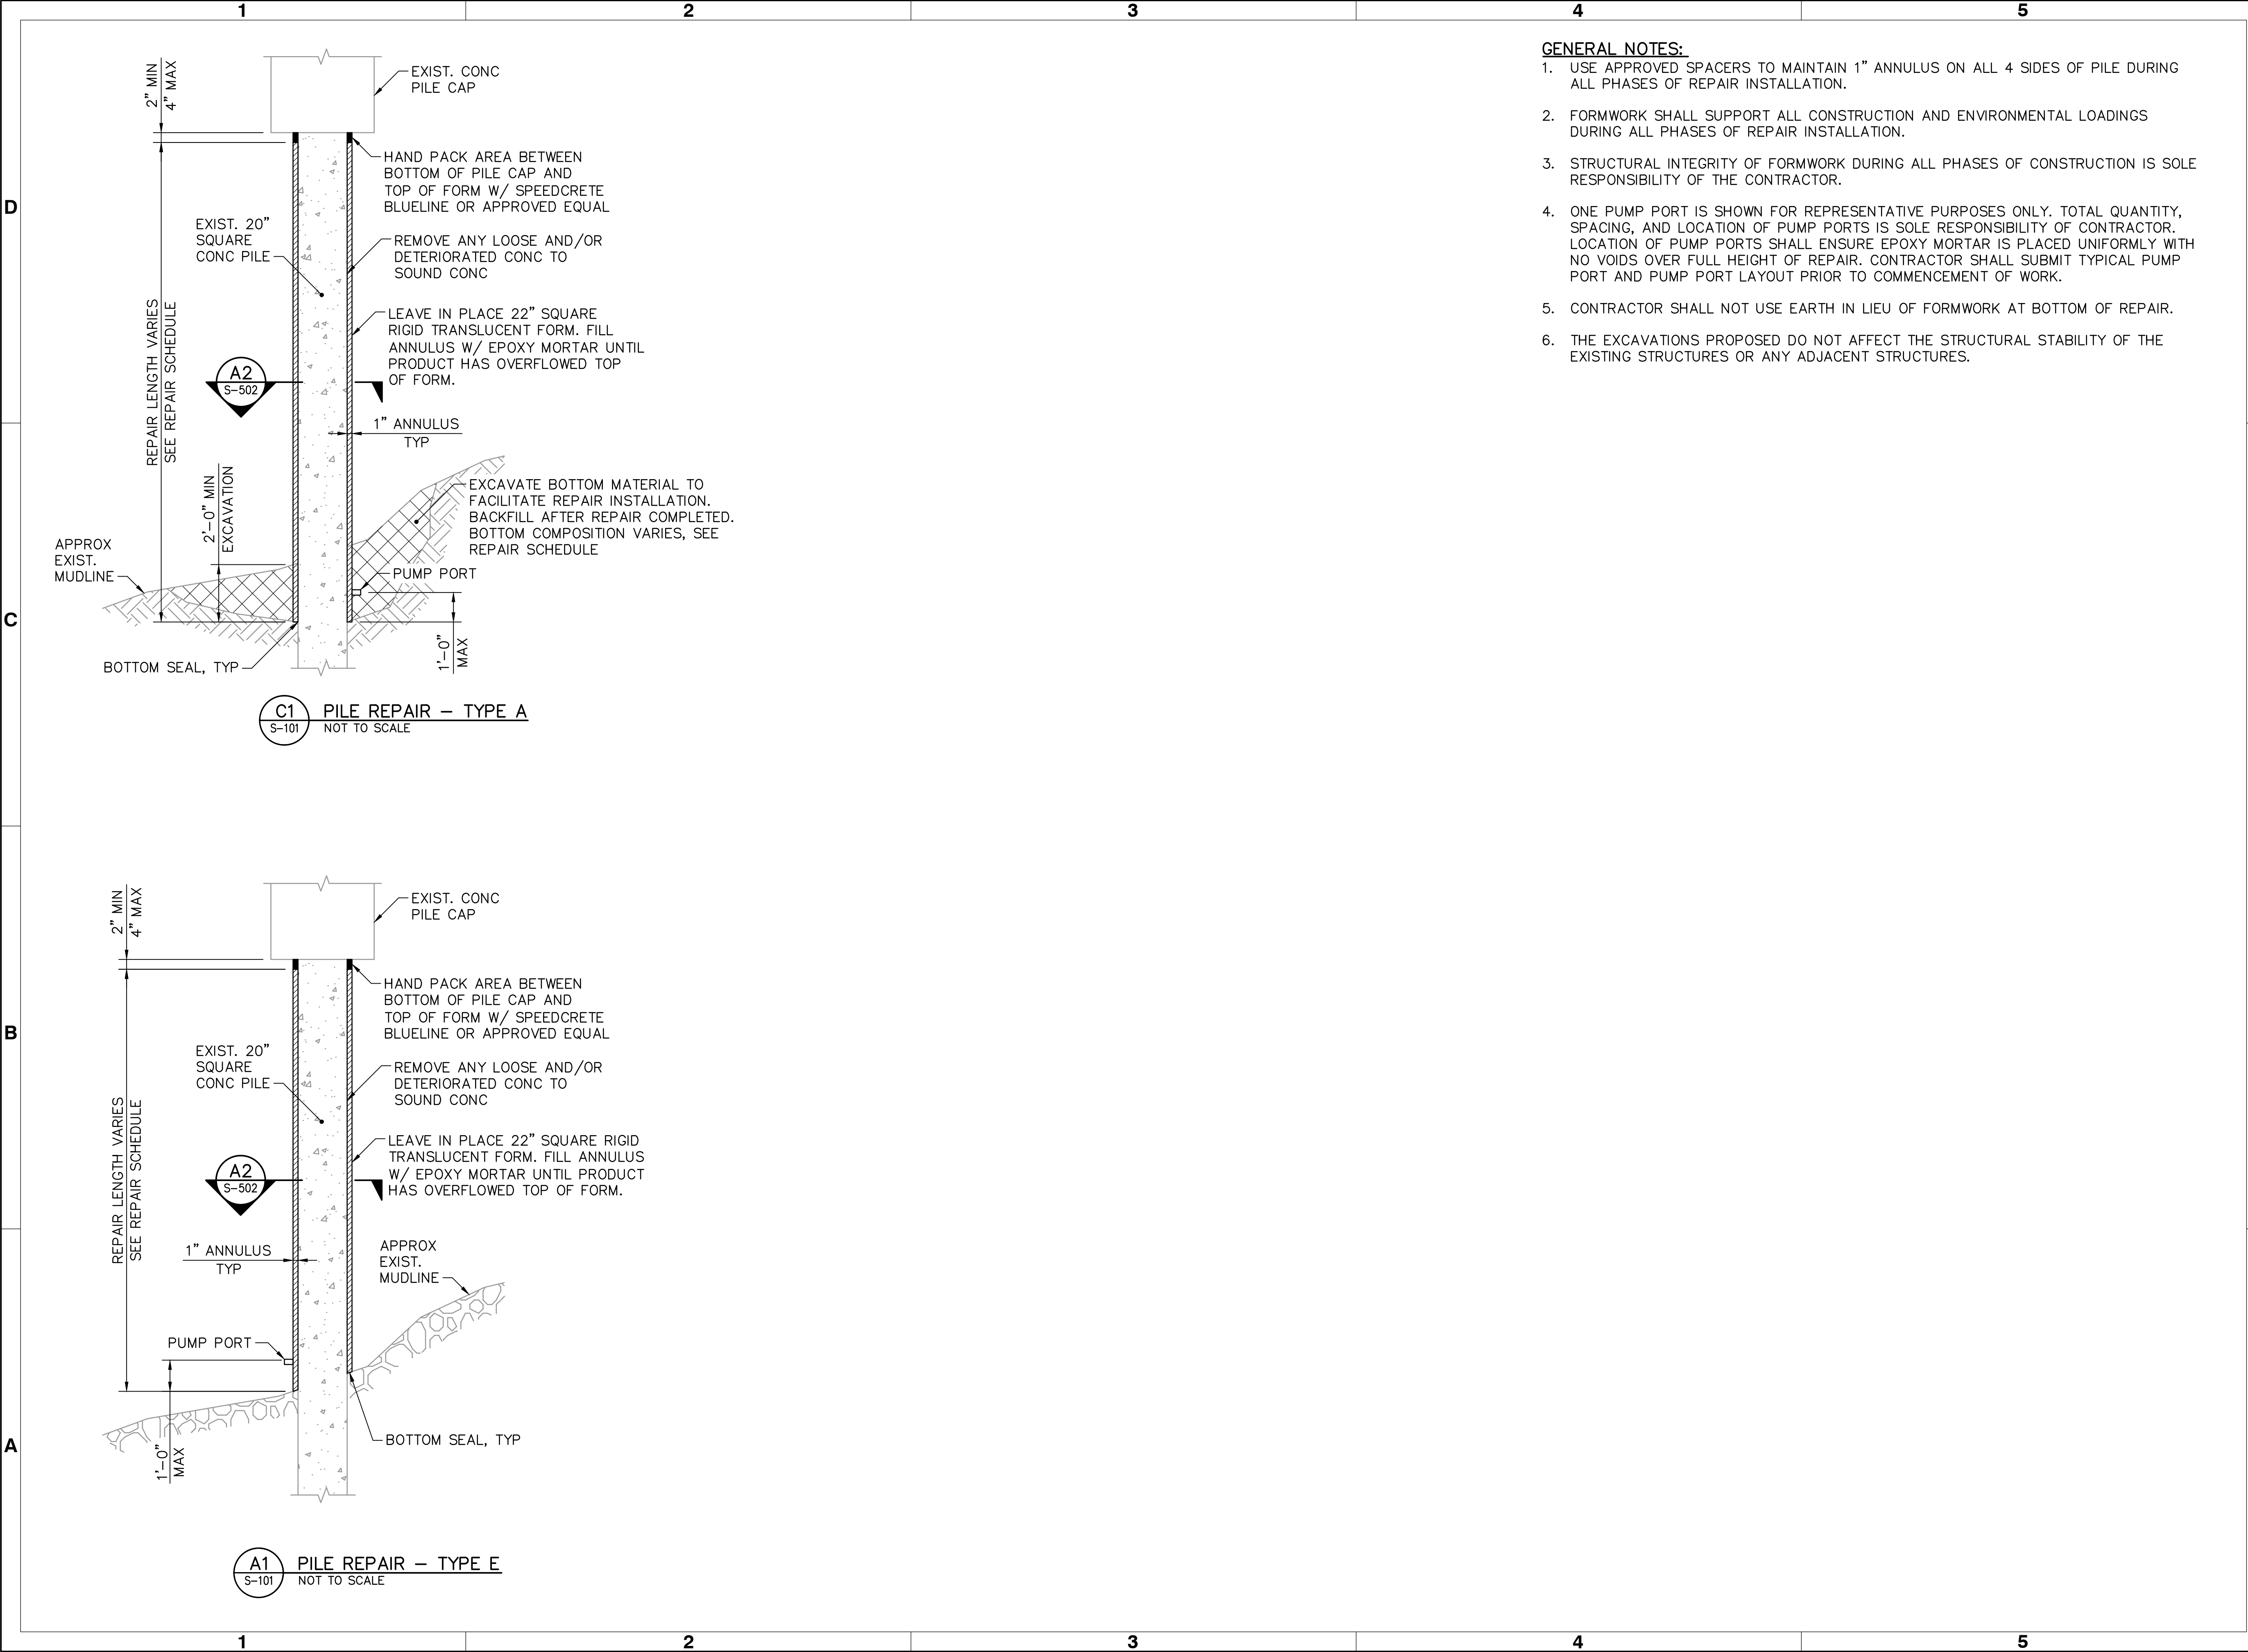 1 2 3 4 5
D
C
B
A
2" MIN
4" MAX
EXIST. CONC
PILE CAP
HAND PACK AREA BETWEEN
BOTTOM OF PILE CAP AND
TOP OF FORM W/ SPEEDCRETE
BLUELINE OR APPROVED EQUAL
EXIST. 20"
SQUARE
CONC PILE
REMOVE ANY LOOSE AND/OR
DETERIORATED CONC TO
SOUND CONC
LEAVE IN PLACE 22" SQUARE
RIGID TRANSLUCENT FORM. FILL
ANNULUS W/ EPOXY MORTAR UNTIL
PRODUCT HAS OVERFLOWED TOP
OF FORM.
REPAIR LENGTH VARIES
SEE REPAIR SCHEDULE
A2
S-502
1" ANNULUS
TYP
2'-0" MIN
EXCAVATION
EXCAVATE BOTTOM MATERIAL TO
FACILITATE REPAIR INSTALLATION.
BACKFILL AFTER REPAIR COMPLETED.
BOTTOM COMPOSITION VARIES, SEE
REPAIR SCHEDULE
APPROX
EXIST.
MUDLINE
PUMP PORT
1'-0"
MAX
BOTTOM SEAL, TYP
C1
S-101
PILE REPAIR - TYPE A
NOT TO SCALE
2" MIN
4" MAX
EXIST. CONC
PILE CAP
HAND PACK AREA BETWEEN
BOTTOM OF PILE CAP AND
TOP OF FORM W/ SPEEDCRETE
BLUELINE OR APPROVED EQUAL
EXIST. 20"
SQUARE
CONC PILE
REMOVE ANY LOOSE AND/OR
DETERIORATED CONC TO
SOUND CONC
LEAVE IN PLACE 22" SQUARE RIGID
TRANSLUCENT FORM. FILL ANNULUS
W/ EPOXY MORTAR UNTIL PRODUCT
HAS OVERFLOWED TOP OF FORM.
REPAIR LENGTH VARIES
SEE REPAIR SCHEDULE
A2
S-502
1" ANNULUS
TYP
APPROX
EXIST.
MUDLINE
PUMP PORT
1'-0"
MAX
BOTTOM SEAL, TYP
A1
S-101
PILE REPAIR - TYPE E
NOT TO SCALE
GENERAL NOTES:
1. USE APPROVED SPACERS TO MAINTAIN 1" ANNULUS ON ALL 4 SIDES OF PILE DURING
ALL PHASES OF REPAIR INSTALLATION.
2. FORMWORK SHALL SUPPORT ALL CONSTRUCTION AND ENVIRONMENTAL LOADINGS
DURING ALL PHASES OF REPAIR INSTALLATION.
3. STRUCTURAL INTEGRITY OF FORMWORK DURING ALL PHASES OF CONSTRUCTION IS SOLE
RESPONSIBILITY OF THE CONTRACTOR.
4. ONE PUMP PORT IS SHOWN FOR REPRESENTATIVE PURPOSES ONLY. TOTAL QUANTITY,
SPACING, AND LOCATION OF PUMP PORTS IS SOLE RESPONSIBILITY OF CONTRACTOR.
LOCATION OF PUMP PORTS SHALL ENSURE EPOXY MORTAR IS PLACED UNIFORMLY WITH
NO VOIDS OVER FULL HEIGHT OF REPAIR. CONTRACTOR SHALL SUBMIT TYPICAL PUMP
PORT AND PUMP PORT LAYOUT PRIOR TO COMMENCEMENT OF WORK.
5. CONTRACTOR SHALL NOT USE EARTH IN LIEU OF FORMWORK AT BOTTOM OF REPAIR.
6. THE EXCAVATIONS PROPOSED DO NOT AFFECT THE STRUCTURAL STABILITY OF THE
EXISTING STRUCTURES OR ANY ADJACENT STRUCTURES.
1 2 3 4 5